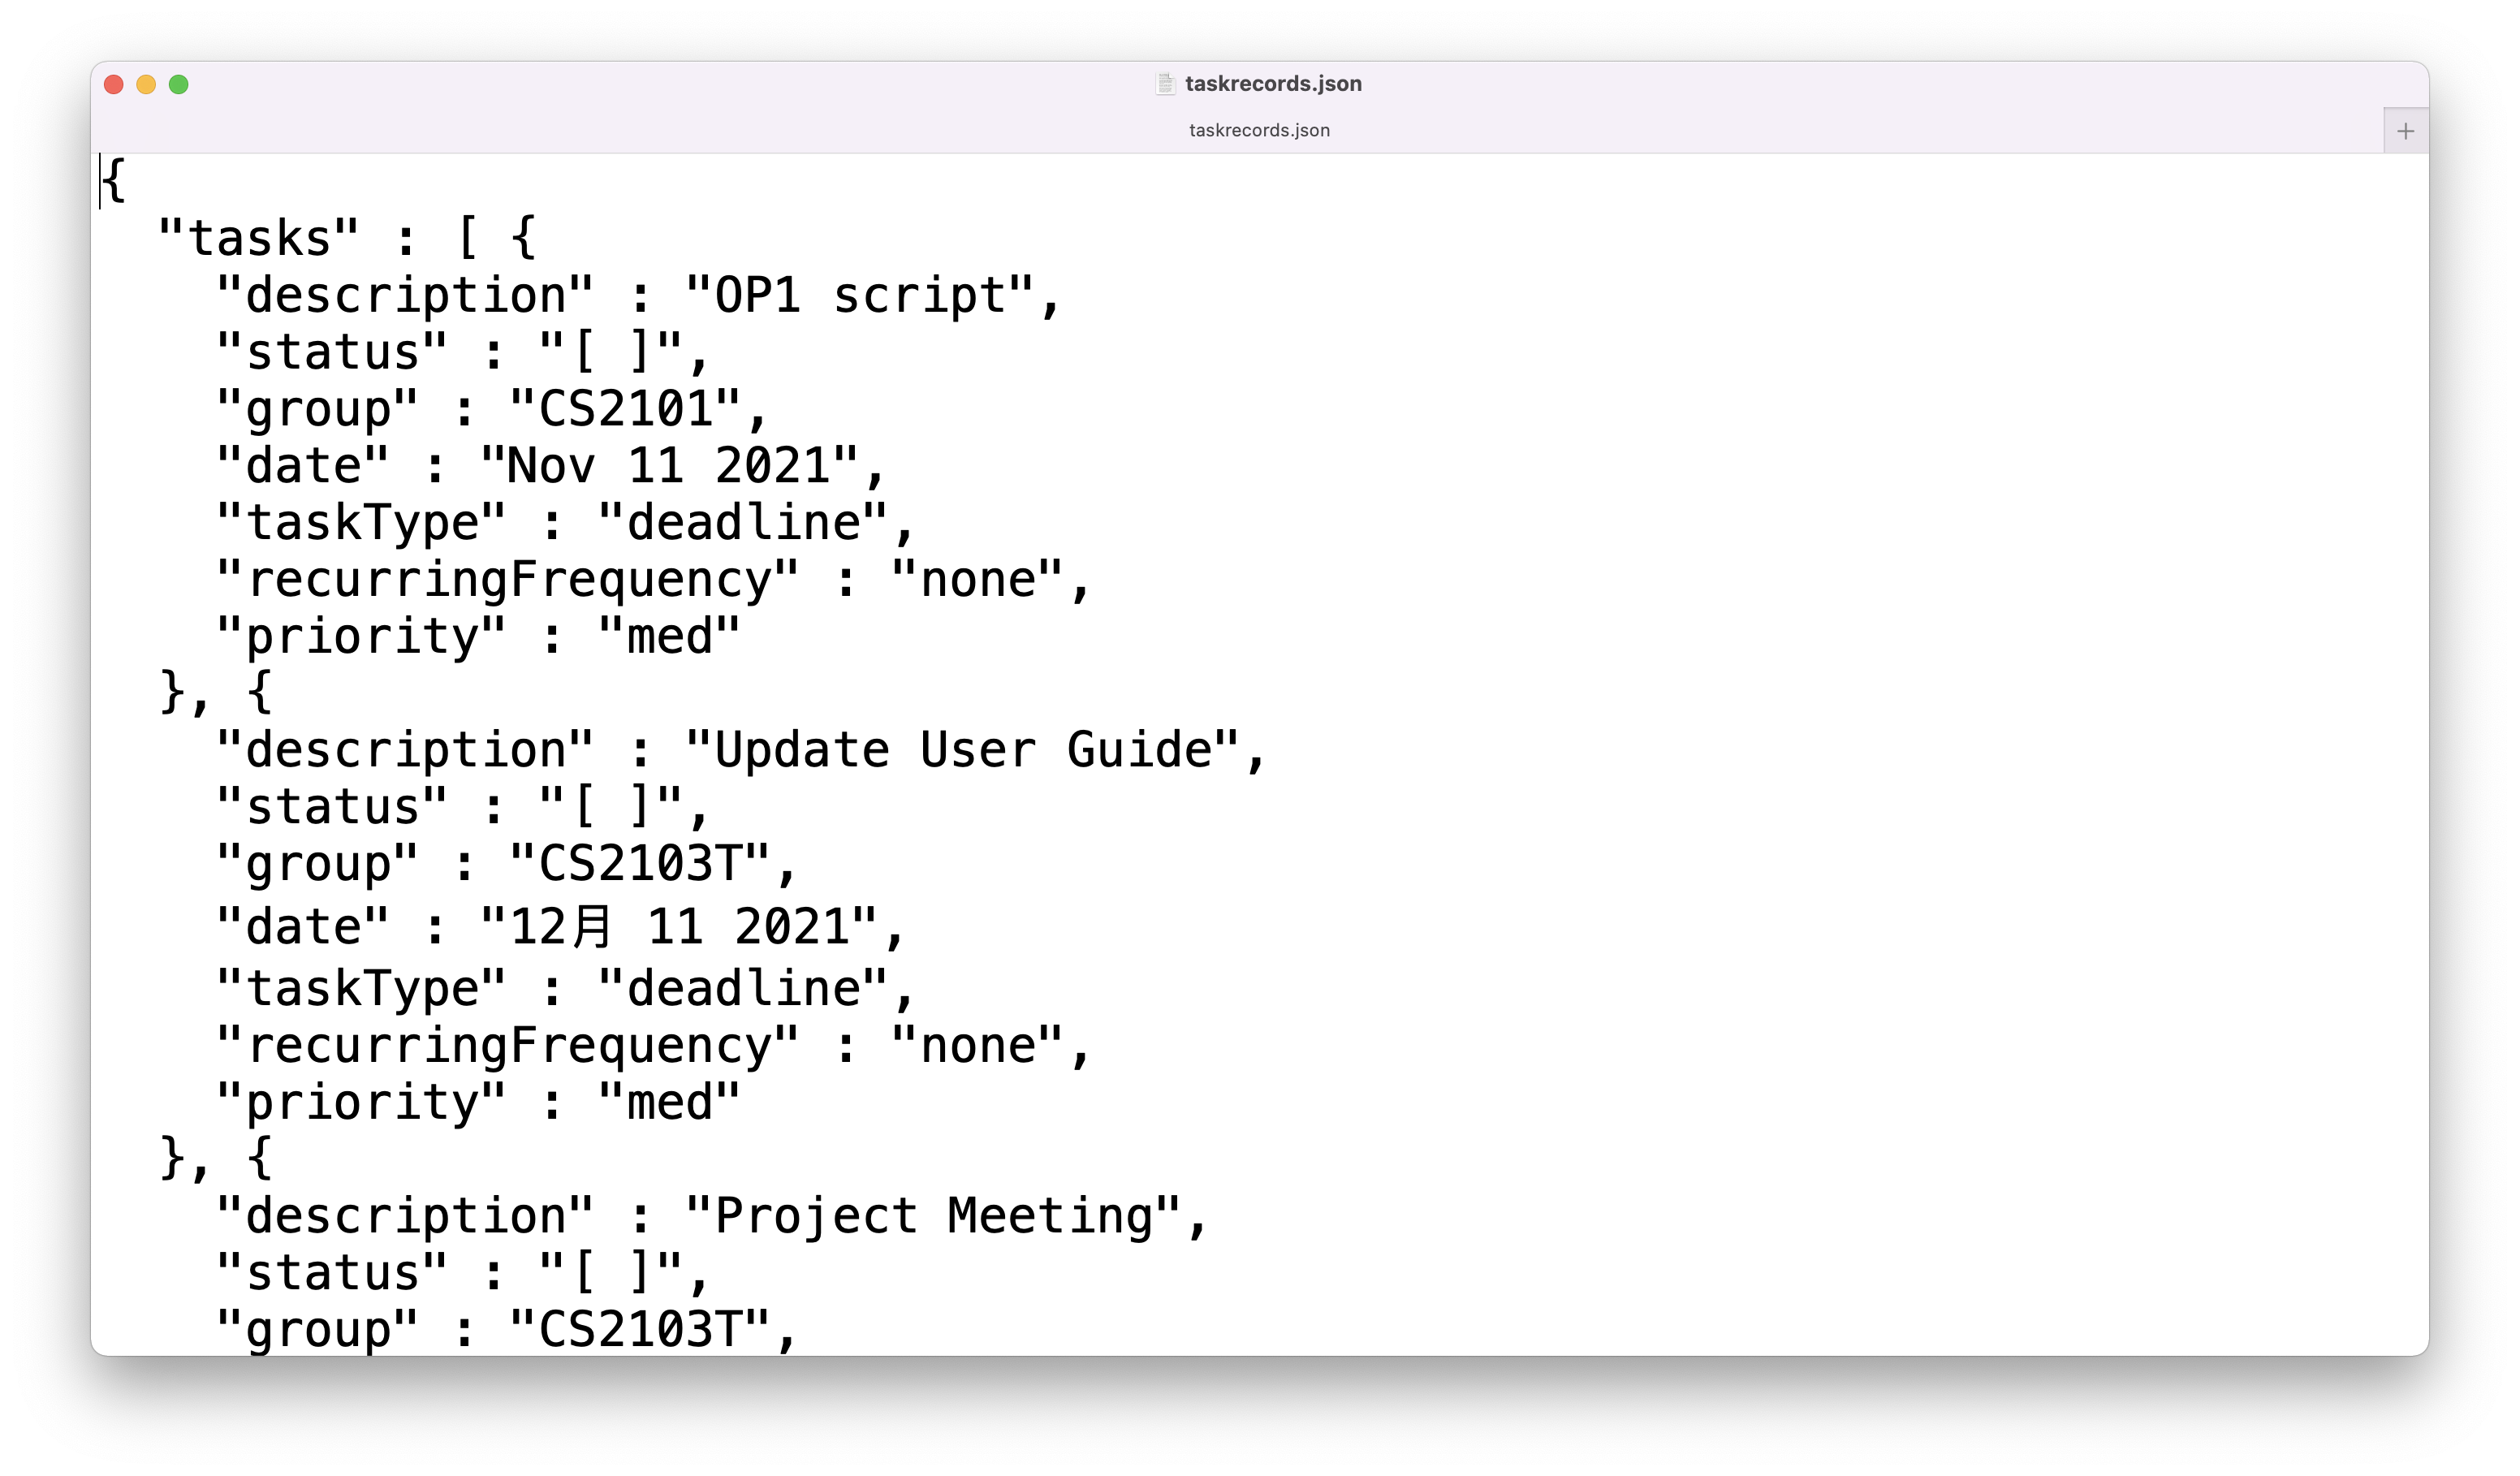 taskrecords.json
taskrecords.json
{
  "tasks" : [ {
    "description" : "OP1 script",
    "status" : "[ ]",
    "group" : "CS2101",
    "date" : "Nov 11 2021",
    "taskType" : "deadline",
    "recurringFrequency" : "none",
    "priority" : "med"
  }, {
    "description" : "Update User Guide",
    "status" : "[ ]",
    "group" : "CS2103T",
    "date" : "12月 11 2021",
    "taskType" : "deadline",
    "recurringFrequency" : "none",
    "priority" : "med"
  }, {
    "description" : "Project Meeting",
    "status" : "[ ]",
    "group" : "CS2103T",